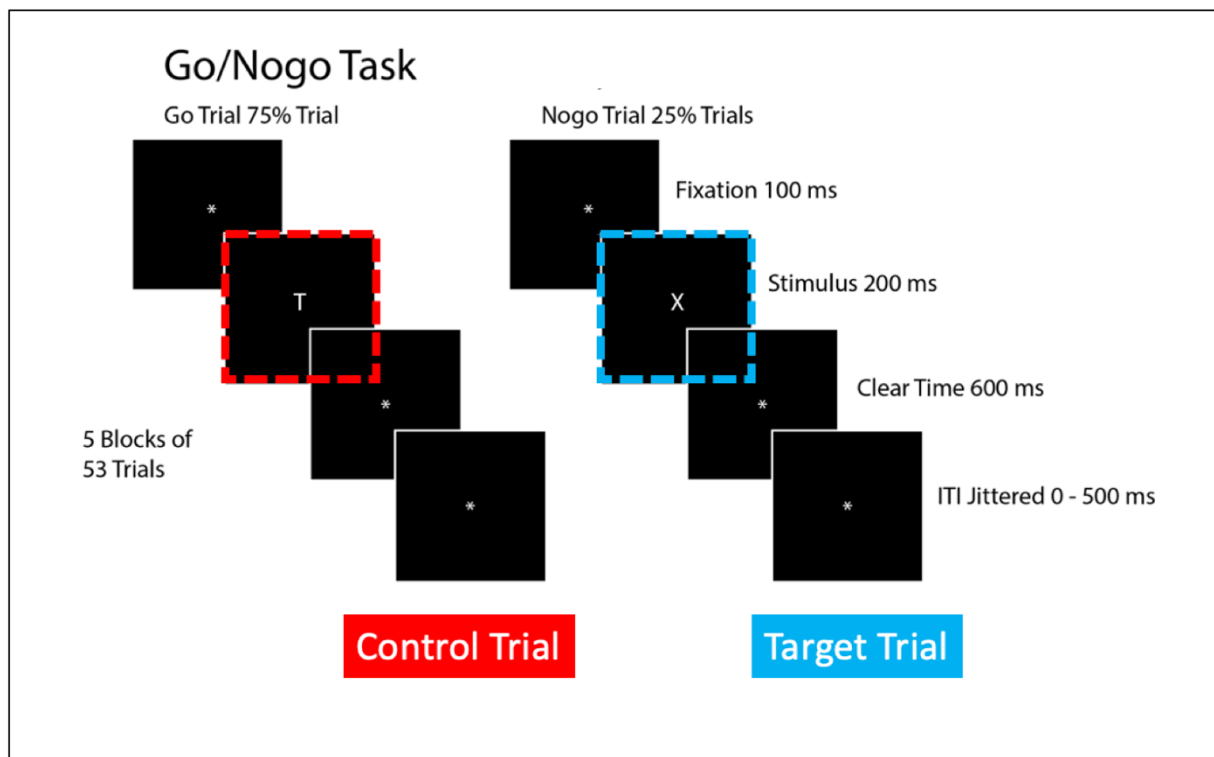 Go/Nogo Task
Go Trial 75% Trial
Nogo Trial 25% Trials
*
*
Fixation 100 ms
T
X
Stimulus 200 ms
*
*
Clear Time 600 ms
5 Blocks of
53 Trials
*
*
ITI Jittered 0 - 500 ms
Control Trial
Target Trial